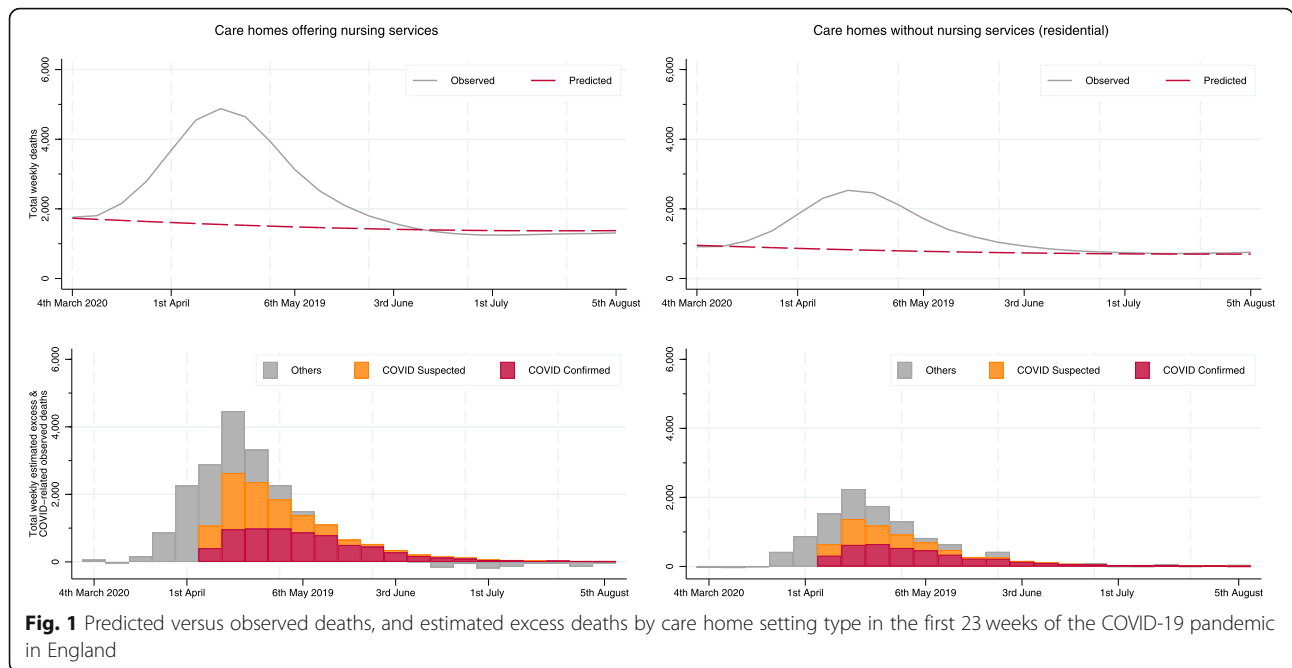 Care homes offering nursing services
Care homes without nursing services (residential)
Total weekly deaths
6,000
4,000
2,000
0
Observed
Predicted
4th March 2020
1st April
6th May 2019
3rd June
1st July
5th August
6,000
4,000
2,000
0
Observed
Predicted
4th March 2020
1st April
6th May 2019
3rd June
1st July
5th August
Total weekly estimated excess &
COVID-related observed deaths
6,000
4,000
2,000
0
Others
COVID Suspected
COVID Confirmed
4th March 2020
1st April
6th May 2019
3rd June
1st July
5th August
6,000
4,000
2,000
0
Others
COVID Suspected
COVID Confirmed
4th March 2020
1st April
6th May 2019
3rd June
1st July
5th August
Fig. 1 Predicted versus observed deaths, and estimated excess deaths by care home setting type in the first 23 weeks of the COVID-19 pandemic
in England